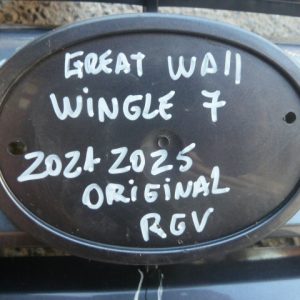 GREAT WAll
WiNGLE 7
2021-2025
ORIGINAL
RGV